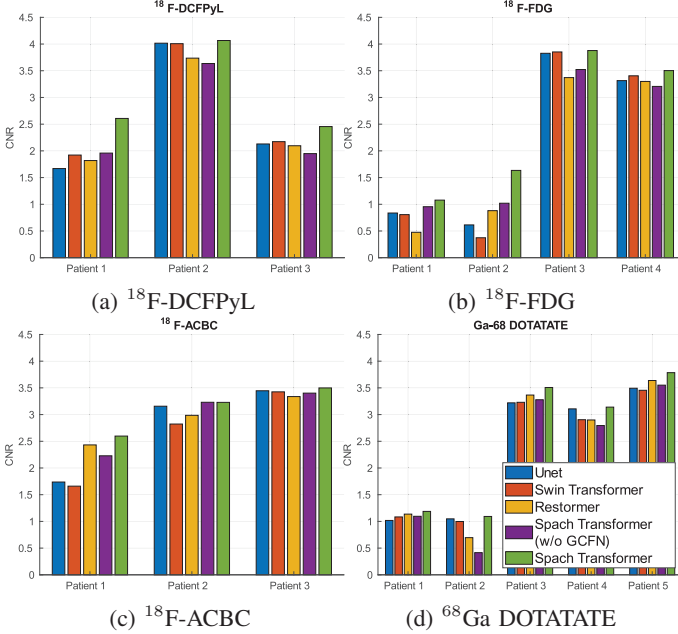 18 F-DCFPyL
CNR
4.5
4
3.5
3
2.5
2
1.5
1
0.5
0
Patient 1 Patient 2 Patient 3
(a) 18F-DCFPyL
18 F-FDG
CNR
4.5
4
3.5
3
2.5
2
1.5
1
0.5
0
Patient 1 Patient 2 Patient 3 Patient 4
(b) 18F-FDG
18 F-ACBC
CNR
4.5
4
3.5
3
2.5
2
1.5
1
0.5
0
Patient 1 Patient 2 Patient 3
(c) 18F-ACBC
Ga-68 DOTATATE
CNR
4.5
4
3.5
3
2.5
2
1.5
1
0.5
0
Unet
Swin Transformer
Restormer
Spach Transformer
(w/o GCFN)
Spach Transformer
Patient 1 Patient 2 Patient 3 Patient 4 Patient 5
(d) 68Ga DOTATATE